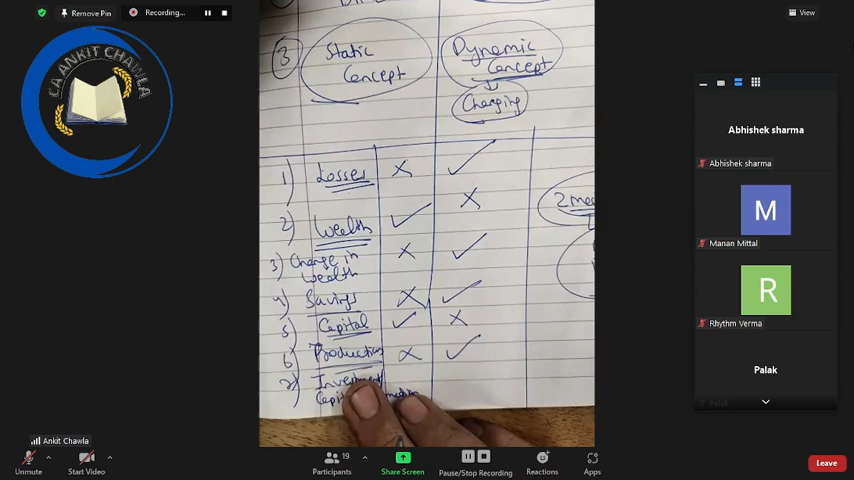 Remove Pin
Recording...
View
CA ANKIT CHAWLA
3
Static
Concept
Dynamic
Concept
Changing
1) Losses X ✓
2) Wealth ✓ X
3) Change in
wealth X ✓
4) Savings X ✓
5) Capital ✓ X
6) Production X ✓
7) Investment
Abhishek sharma
Abhishek sharma
M
Manan Mittal
R
Rhythm Verma
Palak
Palak
Ankit Chawla
Unmute
Start Video
Participants
19
Share Screen
Pause/Stop Recording
Reactions
Apps
Leave